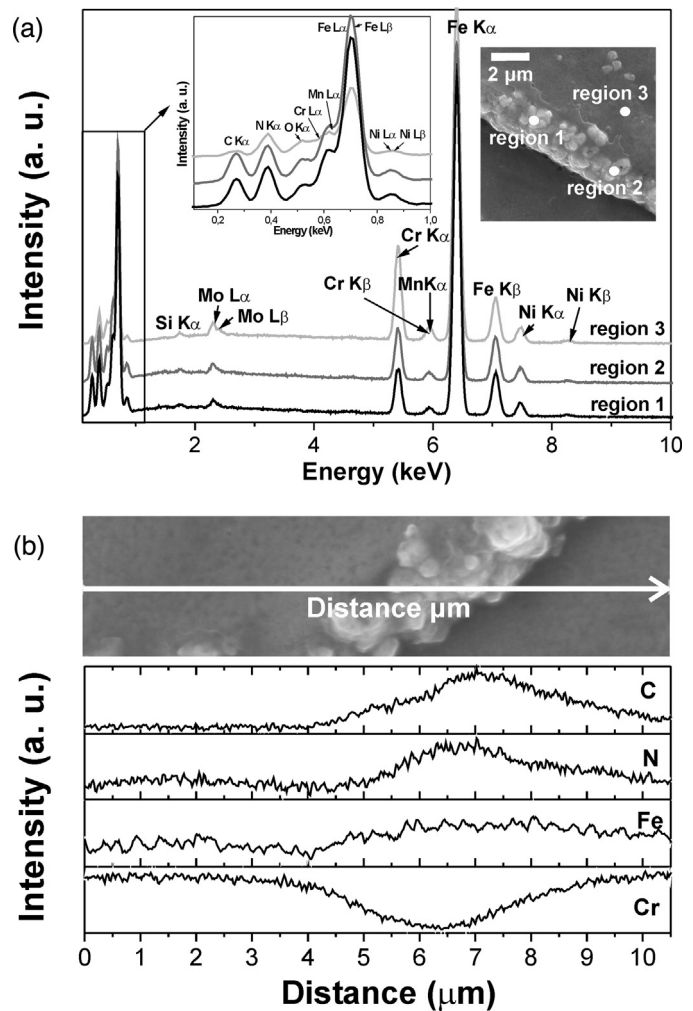 (a)
Intensity (a. u.)
Intensity (a. u.)
C Kα
N Kα
O Kα
Cr Lα
Mn Lα
Fe Lα
Fe Lβ
Ni Lα
Ni Lβ
0,2 0,4 0,6 0,8 1,0
Energy (keV)
Fe Kα
2 µm
region 3
region 1
region 2
Si Kα
Mo Lα
Mo Lβ
Cr Kα
Cr Kβ
MnKα
Fe Kβ
Ni Kα
Ni Kβ
region 3
region 2
region 1
2 4 6 8 10
Energy (keV)
(b)
Distance µm
Intensity (a. u.)
C
N
Fe
Cr
0 1 2 3 4 5 6 7 8 9 10
Distance (µm)